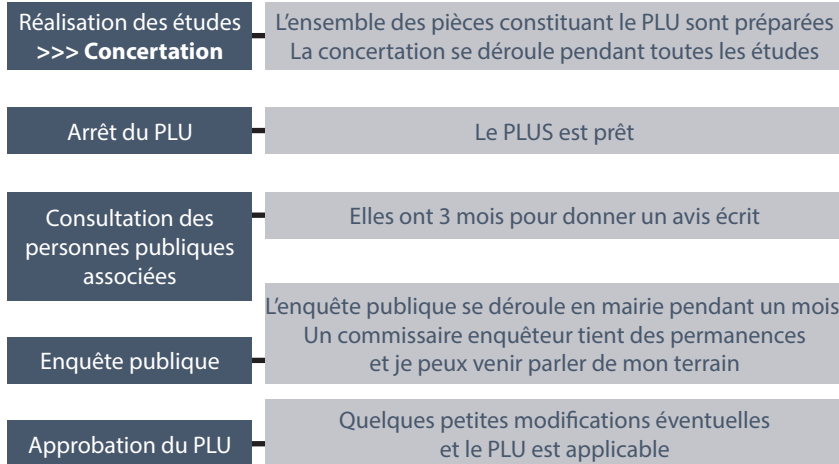 Réalisation des études
>>> Concertation
L’ensemble des pièces constituant le PLU sont préparées
La concertation se déroule pendant toutes les études
Arrêt du PLU
Le PLUS est prêt
Consultation des
personnes publiques
associées
Elles ont 3 mois pour donner un avis écrit
Enquête publique
L’enquête publique se déroule en mairie pendant un mois
Un commissaire enquêteur tient des permanences
et je peux venir parler de mon terrain
Approbation du PLU
Quelques petites modifications éventuelles
et le PLU est applicable